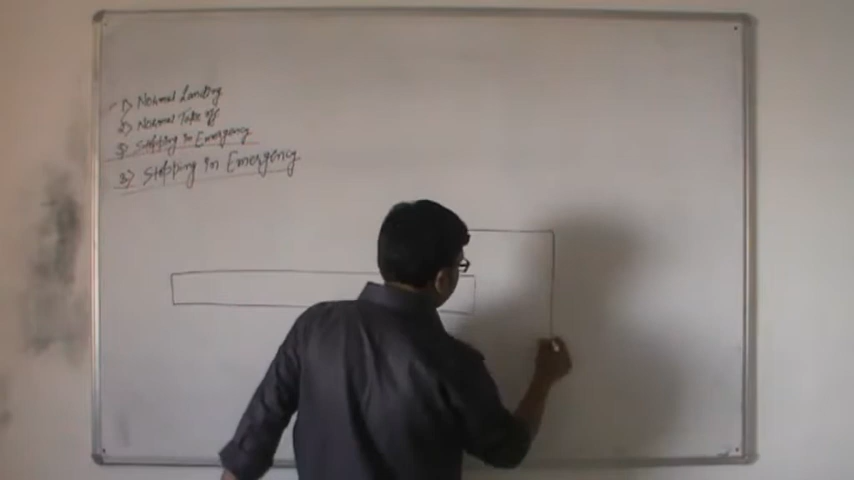 1) Normal Landing
2) Normal Take off
3) Stopping in Emergency
3) Stopping in Emergency